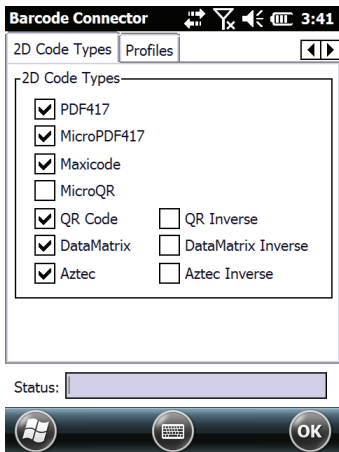 Barcode Connector 3:41
2D Code Types Profiles
2D Code Types
PDF417
MicroPDF417
Maxicode
MicroQR
QR Code QR Inverse
DataMatrix DataMatrix Inverse
Aztec Aztec Inverse
Status:
OK